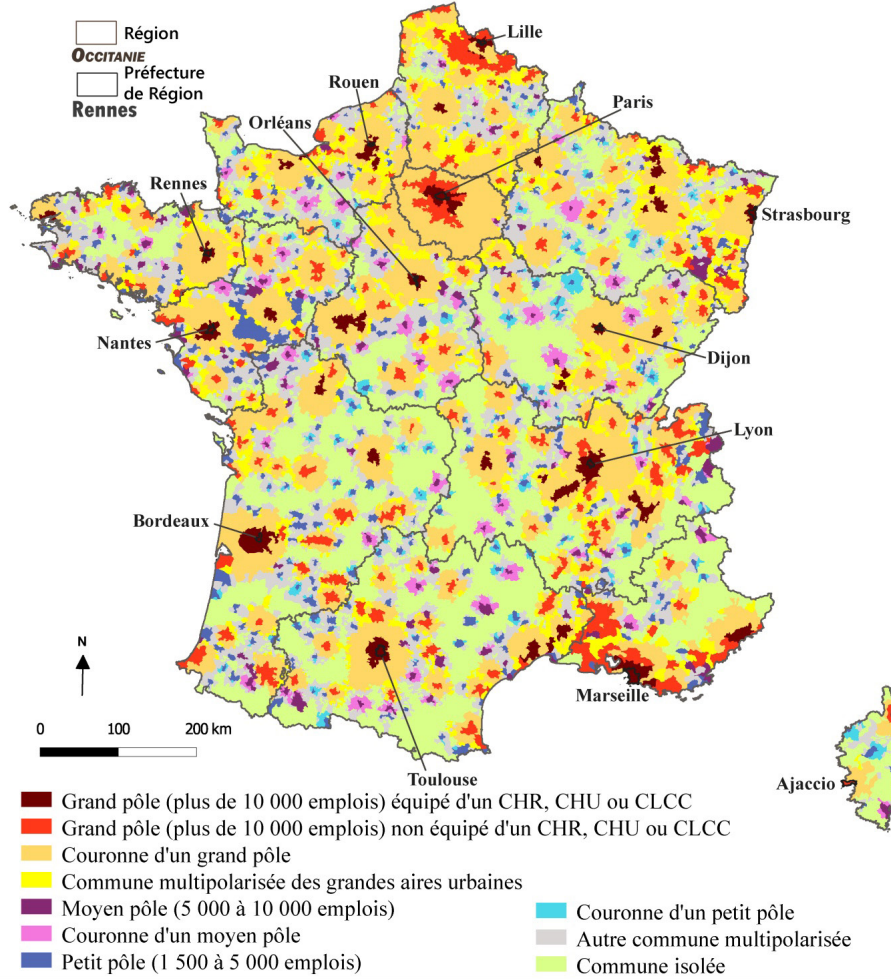 Région
OCCITANIE
Préfecture
de Région
Rennes
Lille
Rouen
Paris
Orléans
Rennes
Strasbourg
Nantes
Dijon
Lyon
Bordeaux
N
Marseille
0 100 200 km
Toulouse
Ajaccio
Grand pôle (plus de 10 000 emplois) équipé d'un CHR, CHU ou CLCC
Grand pôle (plus de 10 000 emplois) non équipé d'un CHR, CHU ou CLCC
Couronne d'un grand pôle
Commune multipolarisée des grandes aires urbaines
Moyen pôle (5 000 à 10 000 emplois)
Couronne d'un moyen pôle
Petit pôle (1 500 à 5 000 emplois)
Couronne d'un petit pôle
Autre commune multipolarisée
Commune isolée